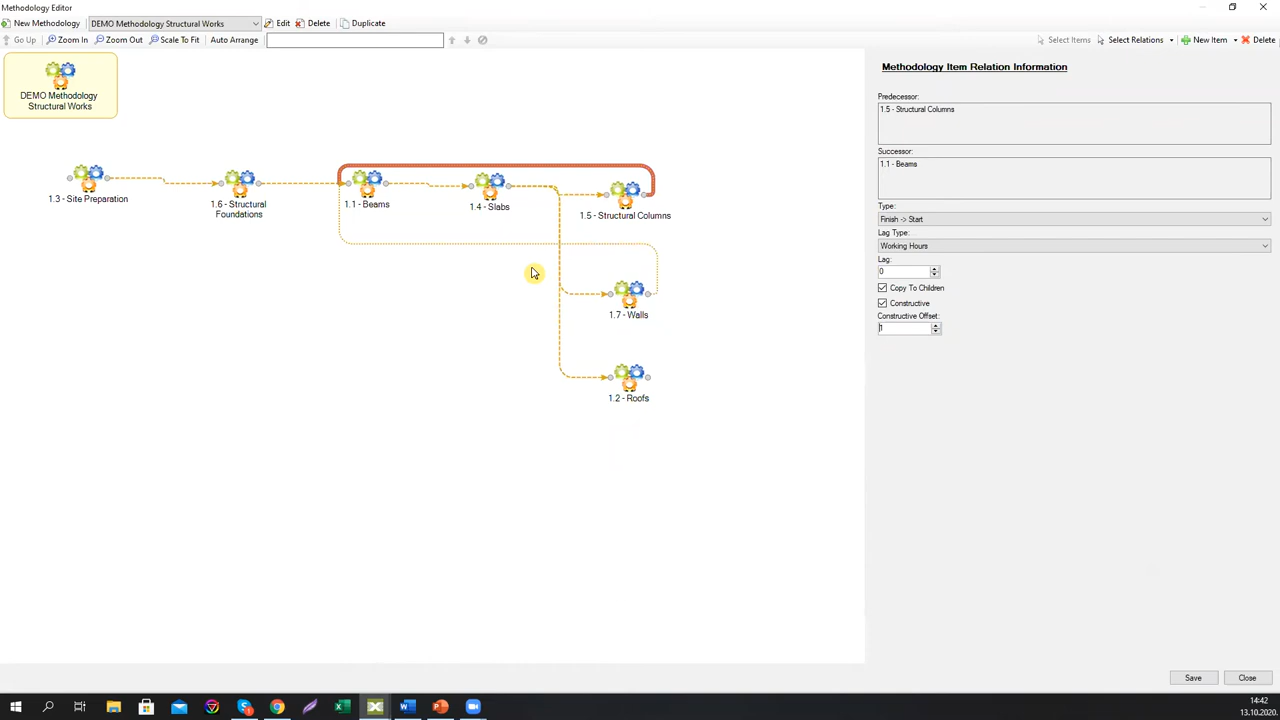 Methodology Editor
New Methodology
DEMO Methodology Structural Works
Edit
Delete
Duplicate
Go Up
Zoom In
Zoom Out
Scale To Fit
Auto Arrange
Select Items
Select Relations
New Item
Delete
DEMO Methodology
Structural Works
1.3 - Site Preparation
1.6 - Structural
Foundations
1.1 - Beams
1.4 - Slabs
1.5 - Structural Columns
1.7 - Walls
1.2 - Roofs
Methodology Item Relation Information
Predecessor:
1.5 - Structural Columns
Successor:
1.1 - Beams
Type:
Finish -> Start
Lag Type:
Working Hours
Lag:
0
Copy To Children
Constructive
Constructive Offset:
1
Save
Close
14:42
13.10.2020.